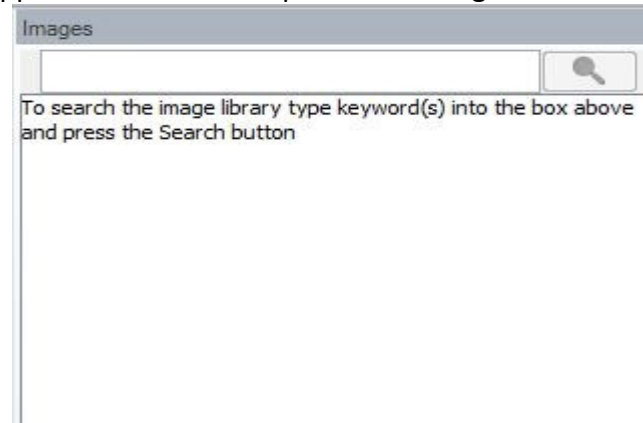 Images
To search the image library type keyword(s) into the box above
and press the Search button